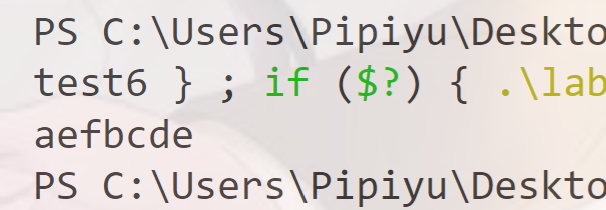 PS C:\Users\Pipiyu\Deskto
test6 } ; if ($?) { .\lab
aefbcde
PS C:\Users\Pipiyu\Deskto